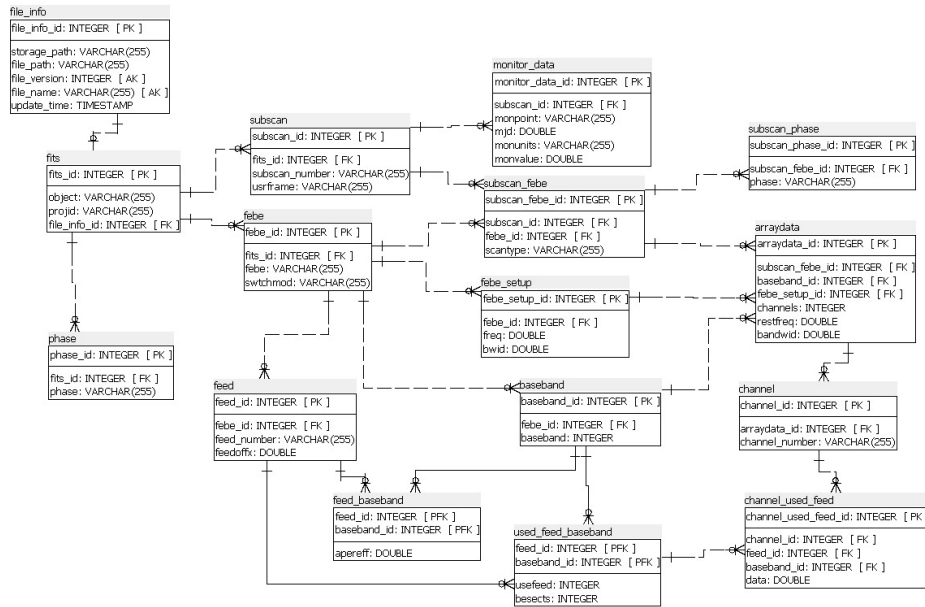 file_info
file_info_id: INTEGER [ PK ]
storage_path: VARCHAR(255)
file_path: VARCHAR(255)
file_version: INTEGER [ AK ]
file_name: VARCHAR(255) [ AK ]
update_time: TIMESTAMP
fits
fits_id: INTEGER [ PK ]
object: VARCHAR(255)
projid: VARCHAR(255)
file_info_id: INTEGER [ FK ]
phase
phase_id: INTEGER [ PK ]
fits_id: INTEGER [ FK ]
phase: VARCHAR(255)
subscan
subscan_id: INTEGER [ PK ]
fits_id: INTEGER [ FK ]
subscan_number: VARCHAR(255)
usrframe: VARCHAR(255)
febe
febe_id: INTEGER [ PK ]
fits_id: INTEGER [ FK ]
febe: VARCHAR(255)
swtchmod: VARCHAR(255)
feed
feed_id: INTEGER [ PK ]
febe_id: INTEGER [ FK ]
feed_number: VARCHAR(255)
feedoffx: DOUBLE
feed_baseband
feed_id: INTEGER [ PFK ]
baseband_id: INTEGER [ PFK ]
apereff: DOUBLE
monitor_data
monitor_data_id: INTEGER [ PK ]
subscan_id: INTEGER [ FK ]
monpoint: VARCHAR(255)
mjd: DOUBLE
monunits: VARCHAR(255)
monvalue: DOUBLE
subscan_febe
subscan_febe_id: INTEGER [ PK ]
subscan_id: INTEGER [ FK ]
febe_id: INTEGER [ FK ]
scantype: VARCHAR(255)
febe_setup
febe_setup_id: INTEGER [ PK ]
febe_id: INTEGER [ FK ]
freq: DOUBLE
bwid: DOUBLE
baseband
baseband_id: INTEGER [ PK ]
febe_id: INTEGER [ FK ]
baseband: INTEGER
used_feed_baseband
feed_id: INTEGER [ PFK ]
baseband_id: INTEGER [ PFK ]
usefeed: INTEGER
besects: INTEGER
subscan_phase
subscan_phase_id: INTEGER [ PK ]
subscan_febe_id: INTEGER [ FK ]
phase: VARCHAR(255)
arraydata
arraydata_id: INTEGER [ PK ]
subscan_febe_id: INTEGER [ FK ]
baseband_id: INTEGER [ FK ]
febe_setup_id: INTEGER [ FK ]
channels: INTEGER
restfreq: DOUBLE
bandwid: DOUBLE
channel
channel_id: INTEGER [ PK ]
arraydata_id: INTEGER [ FK ]
channel_number: VARCHAR(255)
channel_used_feed
channel_used_feed_id: INTEGER [ PK
channel_id: INTEGER [ FK ]
feed_id: INTEGER [ FK ]
baseband_id: INTEGER [ FK ]
data: DOUBLE